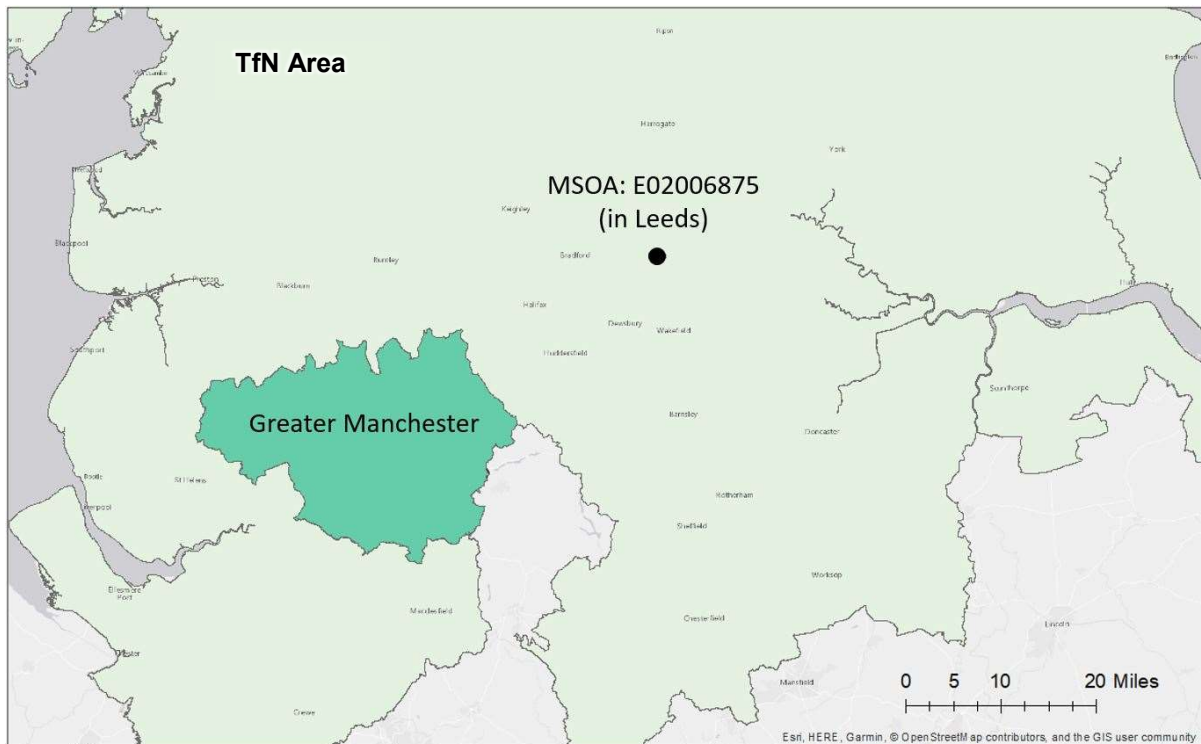 Ripon
TfN Area
Morecambe
Harrogate
York
MSOA: E02006875
(in Leeds)
Keighley
Blackpool
Bradford
Burnley
Preston
Blackburn
Halifax
Dewsbury
Wakefield
Southport
Huddersfield
Scunthorpe
Barnsley
Greater Manchester
Doncaster
Bootle
St Helens
Rotherham
Sheffield
Ellesmere
Port
Worksop
Macclesfield
Chesterfield
Lincoln
Mansfield
Crewe
0 5 10 20 Miles
Esri, HERE, Garmin, © OpenStreetMap contributors, and the GIS user community